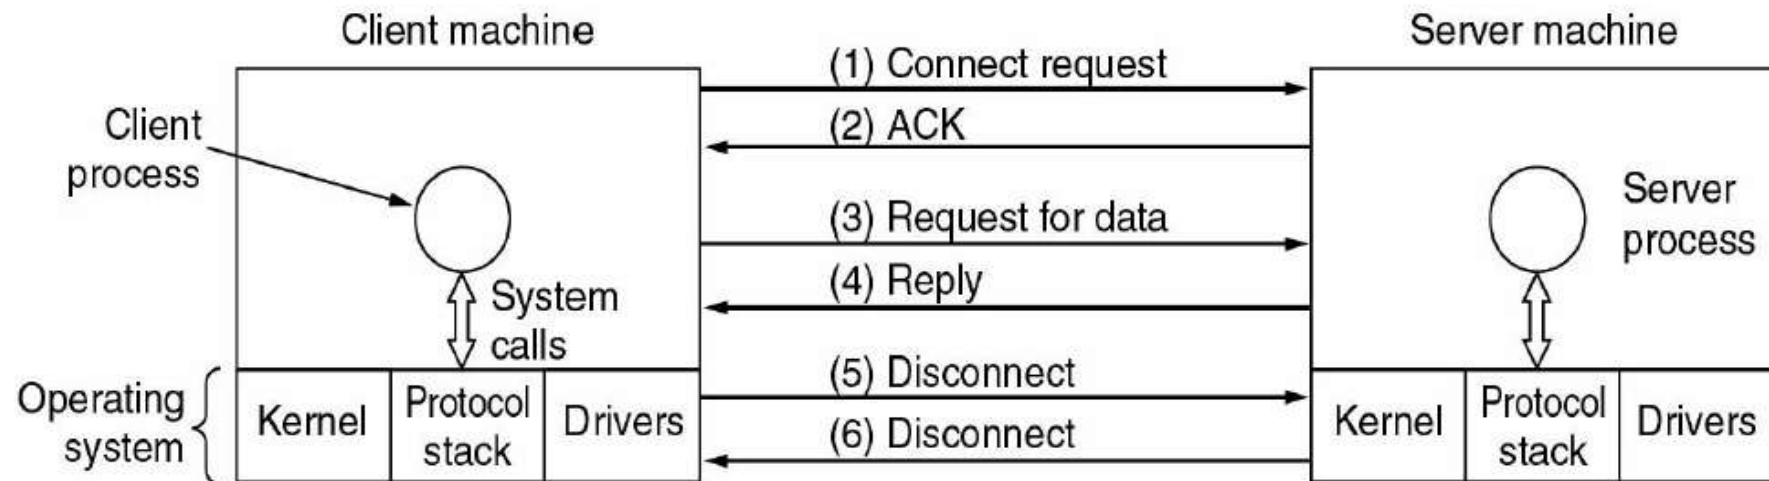 Client machine
Server machine
(1) Connect request
Client
process
(2) ACK
(3) Request for data
Server
process
(4) Reply
System
calls
(5) Disconnect
Operating
system
Kernel
Protocol
stack
Drivers
(6) Disconnect
Kernel
Protocol
stack
Drivers